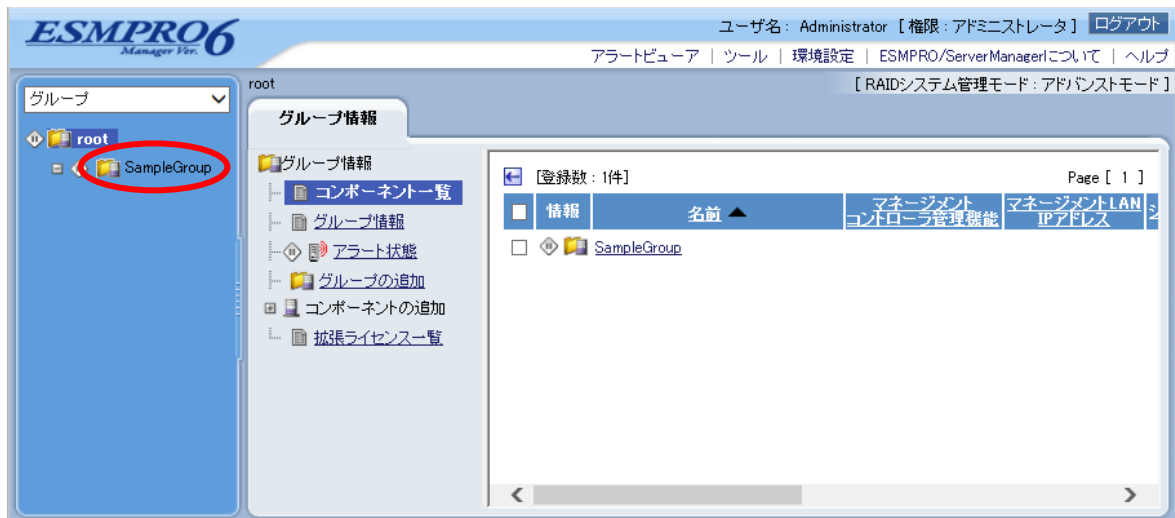 ESMPRO6
Manager Ver.
ユーザ名: Administrator [権限:アドミニストレータ] ログアウト
アラートビューア | ツール | 環境設定 | ESMPRO/ServerManagerについて | ヘルプ
グループ
root
SampleGroup
root
[ RAIDシステム管理モード:アドバンストモード ]
グループ情報
グループ情報
コンポーネント一覧
グループ情報
アラート状態
グループの追加
コンポーネントの追加
拡張ライセンス一覧
[登録数:1件] Page [ 1 ]
情報 名前 ▲ マネージメントコントローラ管理機能 マネージメントLAN IPアドレス
SampleGroup